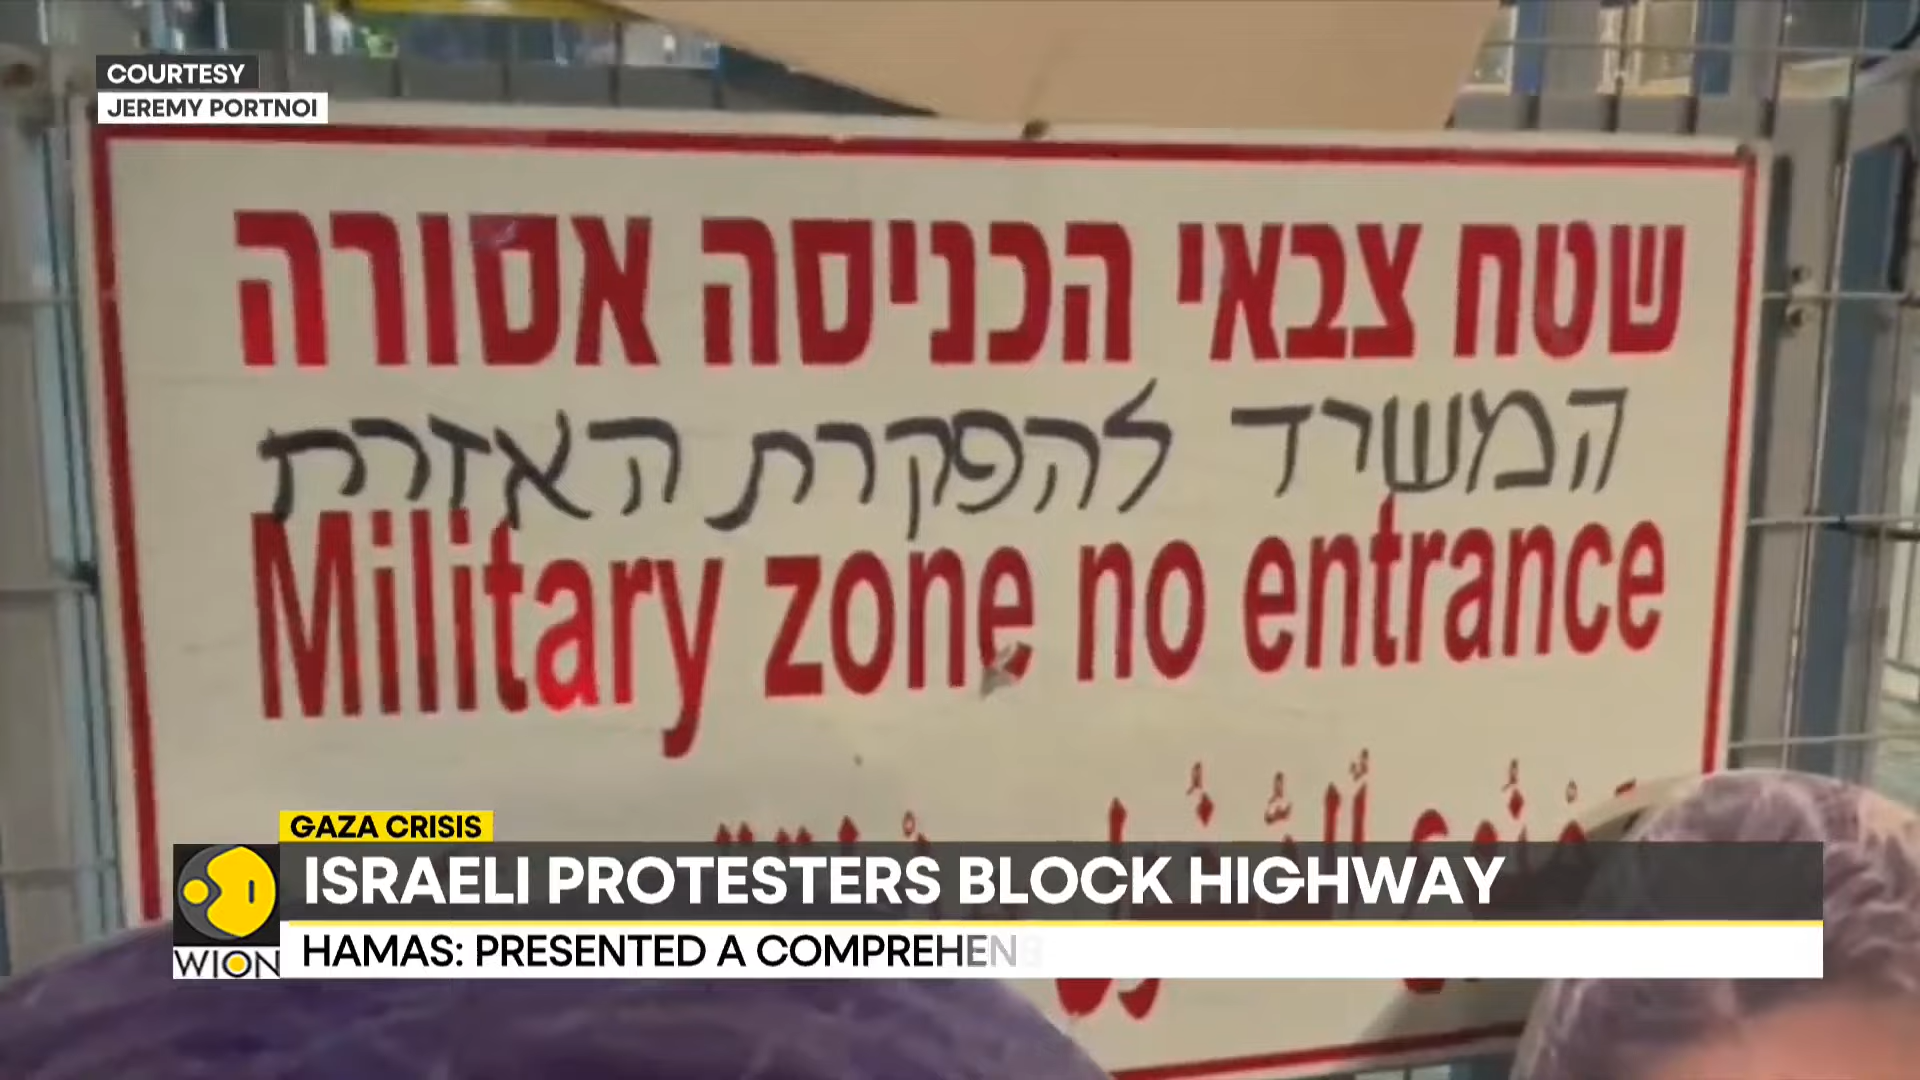 COURTESY
JEREMY PORTNOI
שטח צבאי הכניסה אסורה
המשרד להפקרת האזרח
Military zone no entrance
GAZA CRISIS
ISRAELI PROTESTERS BLOCK HIGHWAY
HAMAS: PRESENTED A COMPREHENS
WION